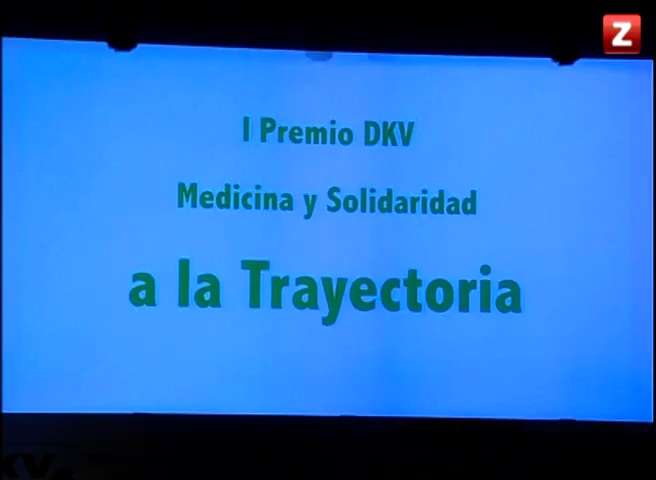 Z
I Premio DKV
Medicina y Solidaridad
a la Trayectoria